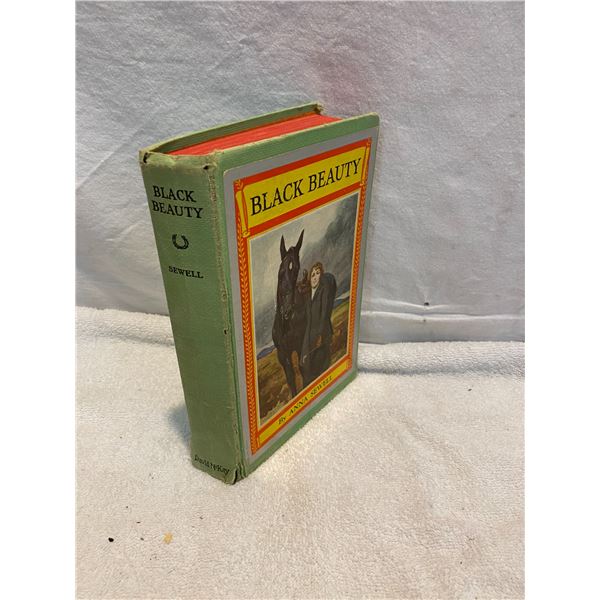 BLACK
BEAUTY
SEWELL
David McKay
BLACK BEAUTY
By ANNA SEWELL